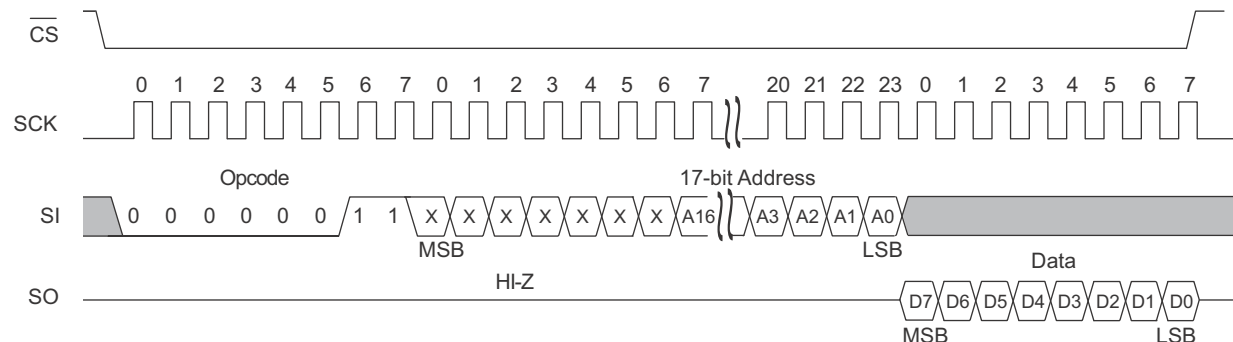 CS
0 1 2 3 4 5 6 7 0 1 2 3 4 5 6 7 20 21 22 23 0 1 2 3 4 5 6 7
SCK
Opcode 17-bit Address
SI 0 0 0 0 0 0 1 1 X X X X X X X A16 A3 A2 A1 A0
MSB LSB
HI-Z Data
SO D7 D6 D5 D4 D3 D2 D1 D0
MSB LSB